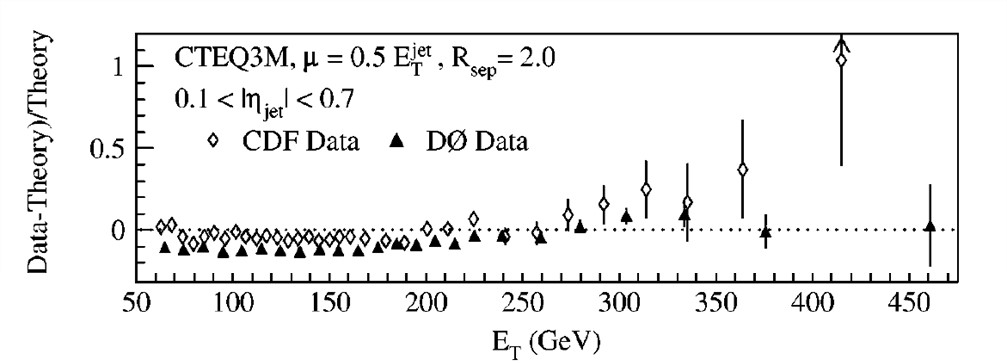 (Data-Theory)/Theory
CTEQ3M, μ = 0.5 E_T^jet, R_sep = 2.0
0.1 < |η_jet| < 0.7
CDF Data DØ Data
1
0.5
0
50 100 150 200 250 300 350 400 450
E_T (GeV)